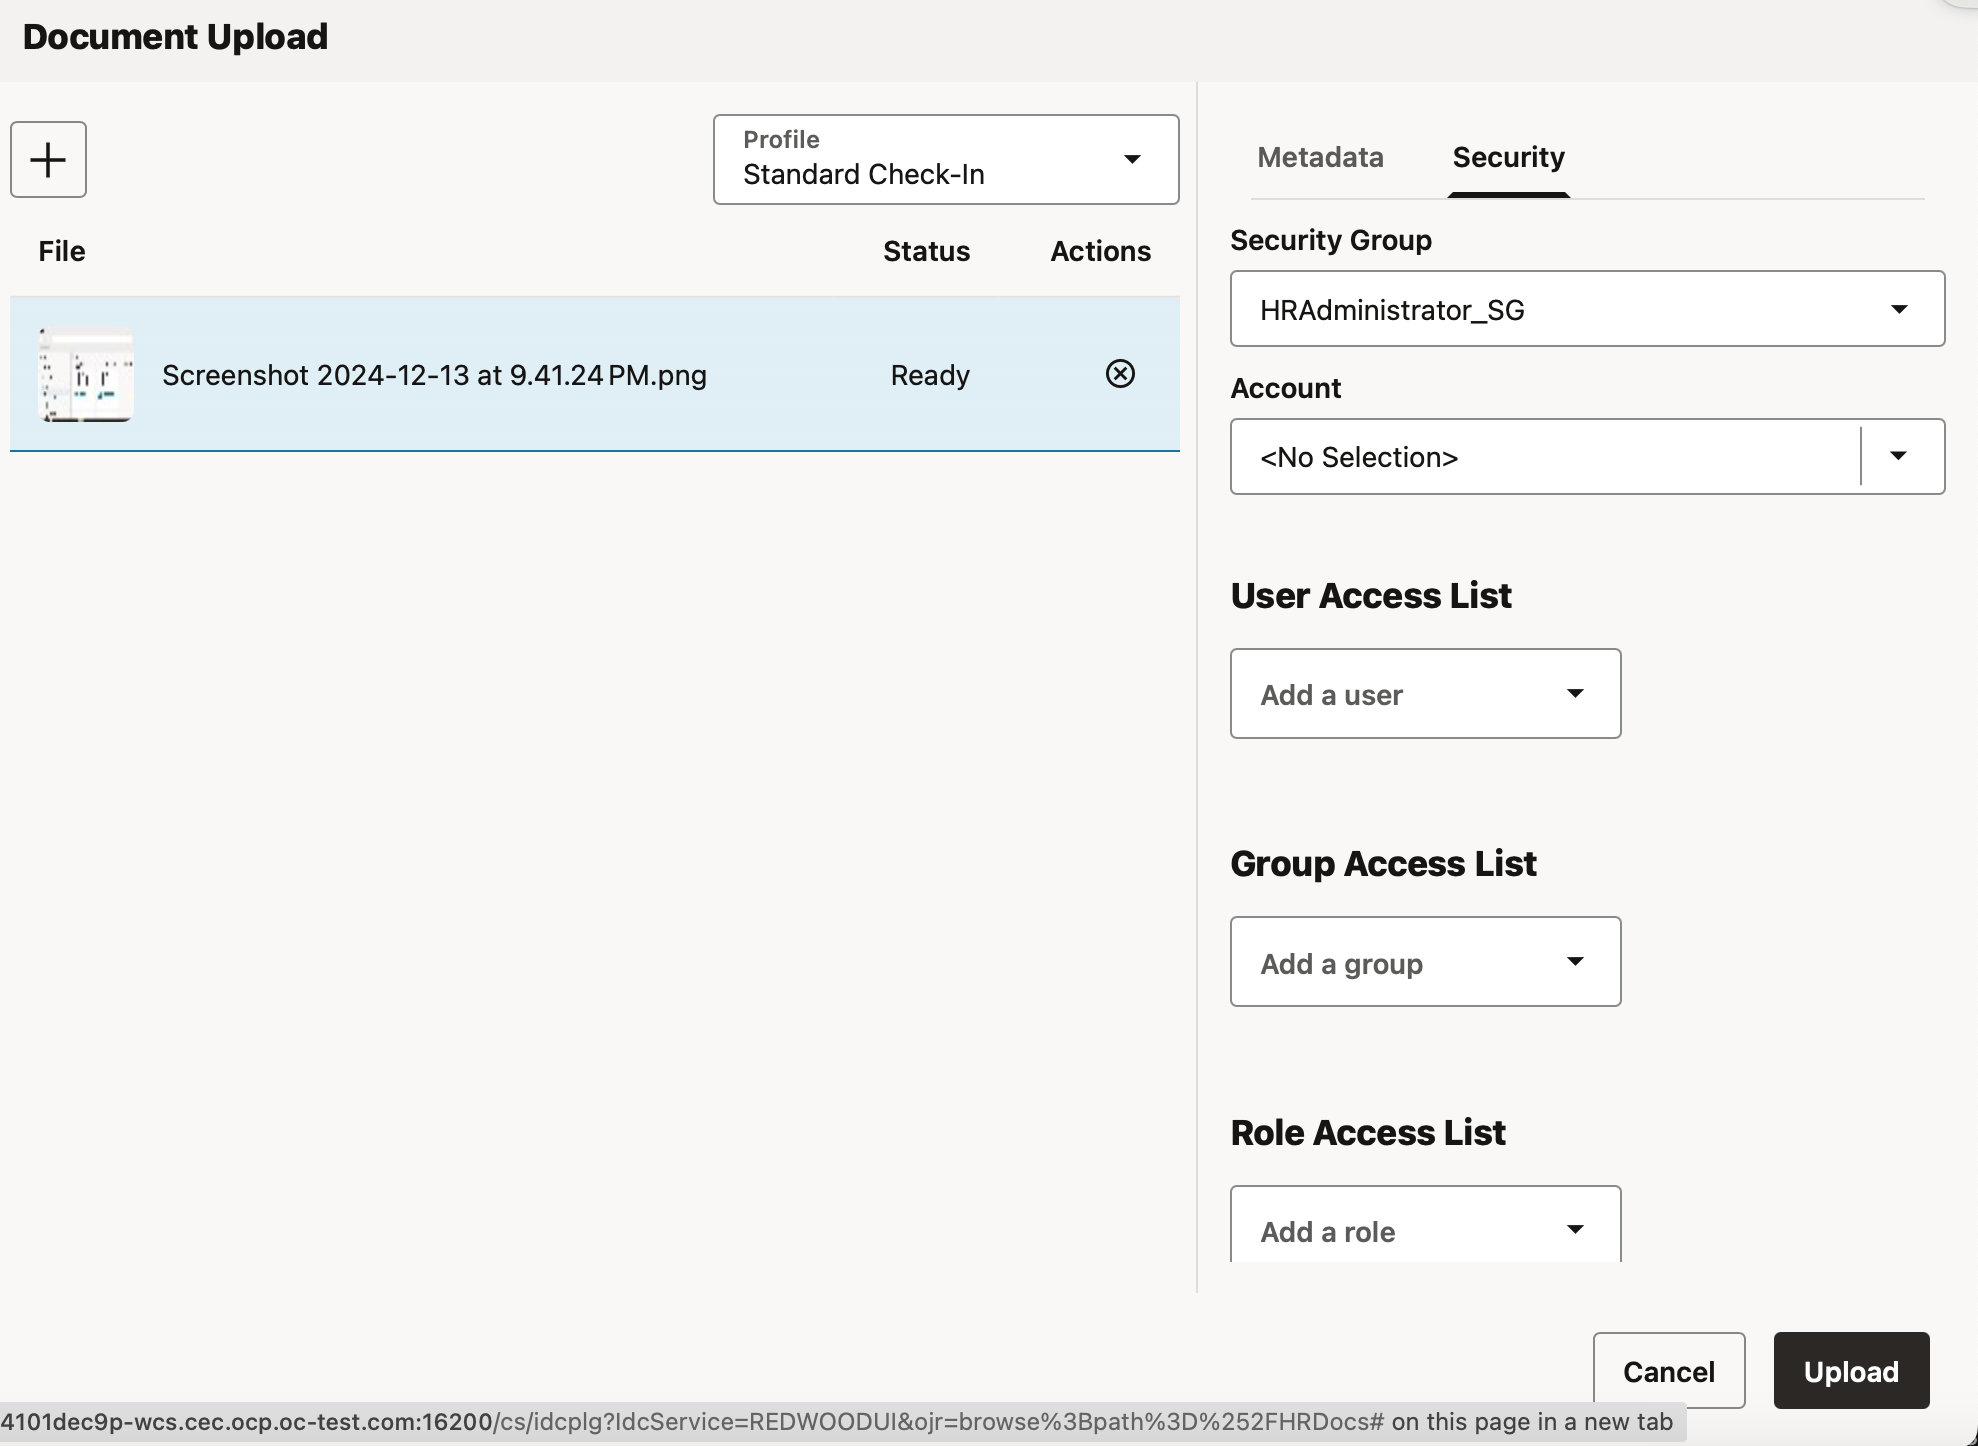 Document Upload
Profile
Standard Check-In
File
Status
Actions
Screenshot 2024-12-13 at 9.41.24 PM.png
Ready
Metadata
Security
Security Group
HRAdministrator_SG
Account
<No Selection>
User Access List
Add a user
Group Access List
Add a group
Role Access List
Add a role
Cancel
Upload
4101dec9p-wcs.cec.ocp.oc-test.com:16200/cs/idcplg?IdcService=REDWOODUI&ojr=browse%3Bpath%3D%252FHRDocs# on this page in a new tab